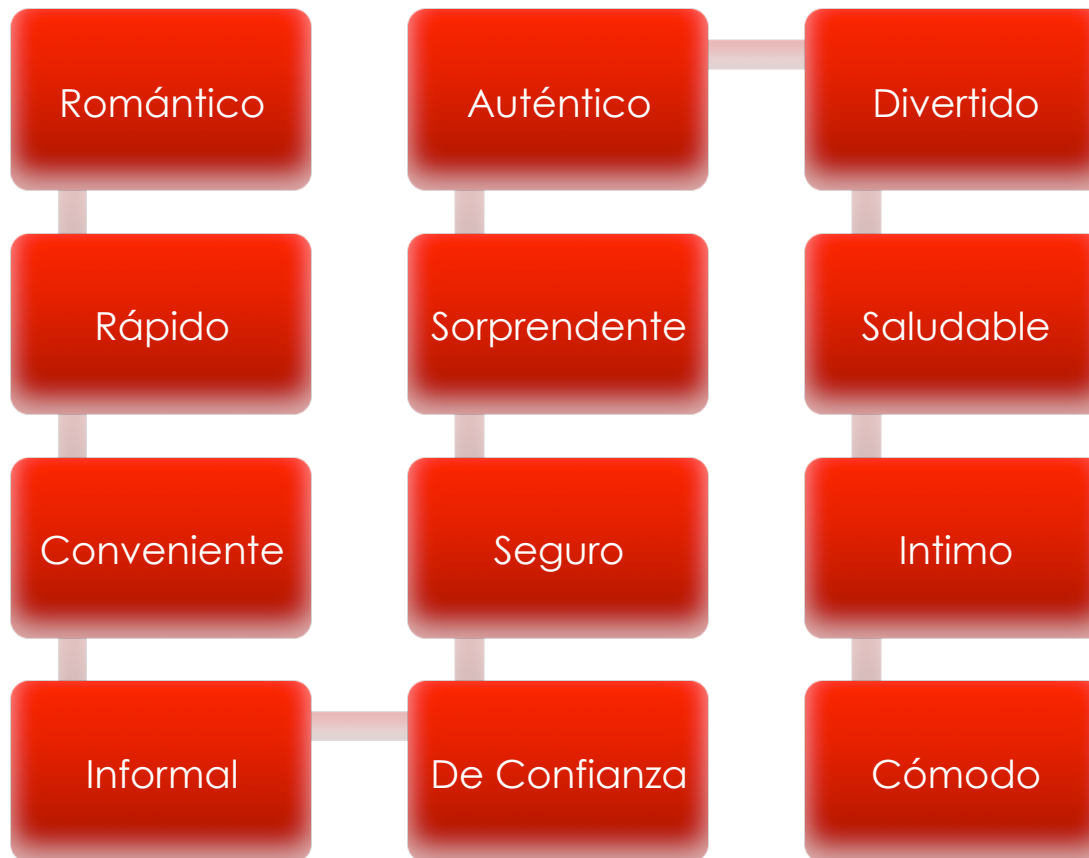 Romántico
Rápido
Conveniente
Informal
De Confianza
Seguro
Sorprendente
Auténtico
Divertido
Saludable
Intimo
Cómodo